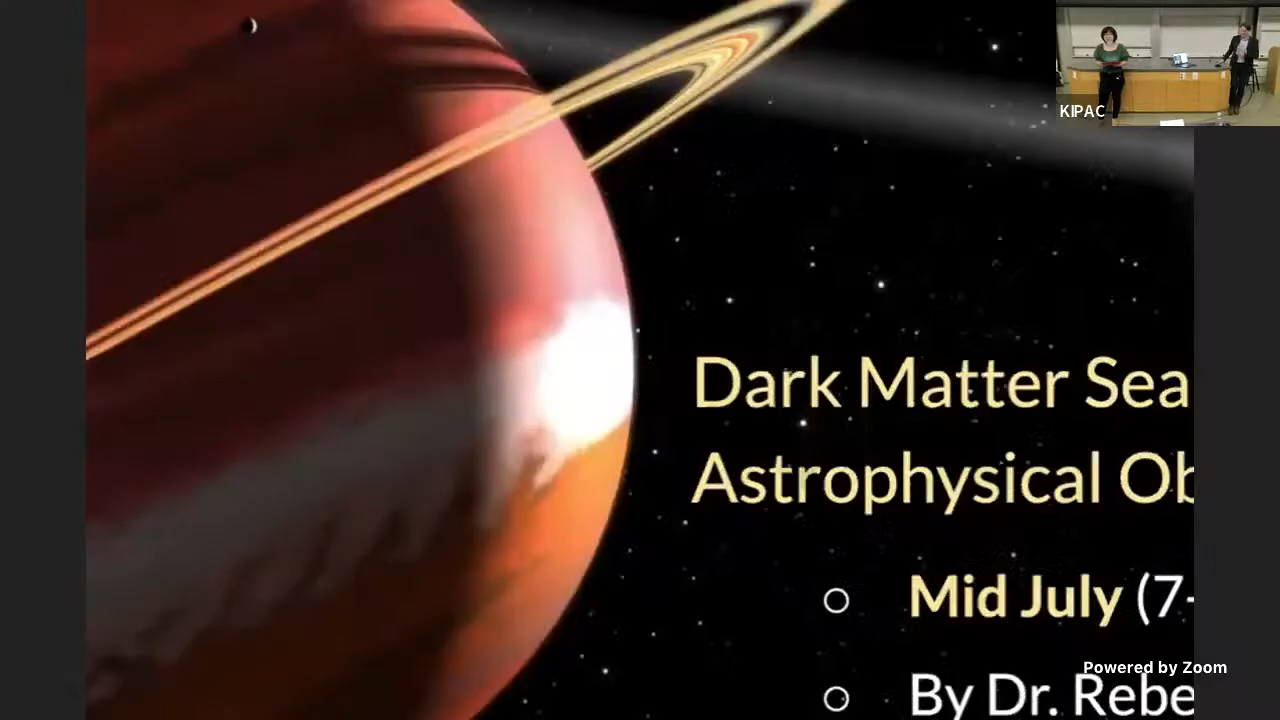 KIPAC
Dark Matter Sea
Astrophysical Ob
Mid July (7-
By Dr. Rebe
Powered by Zoom